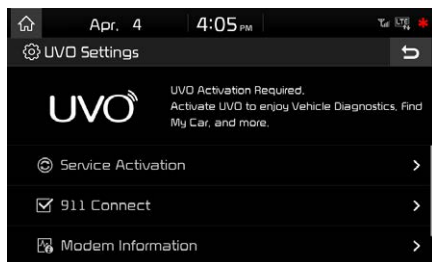 Apr. 4 4:05 PM LTE
UVO Settings
UVO
UVO Activation Required.
Activate UVO to enjoy Vehicle Diagnostics, Find
My Car, and more.
Service Activation
911 Connect
Modem Information